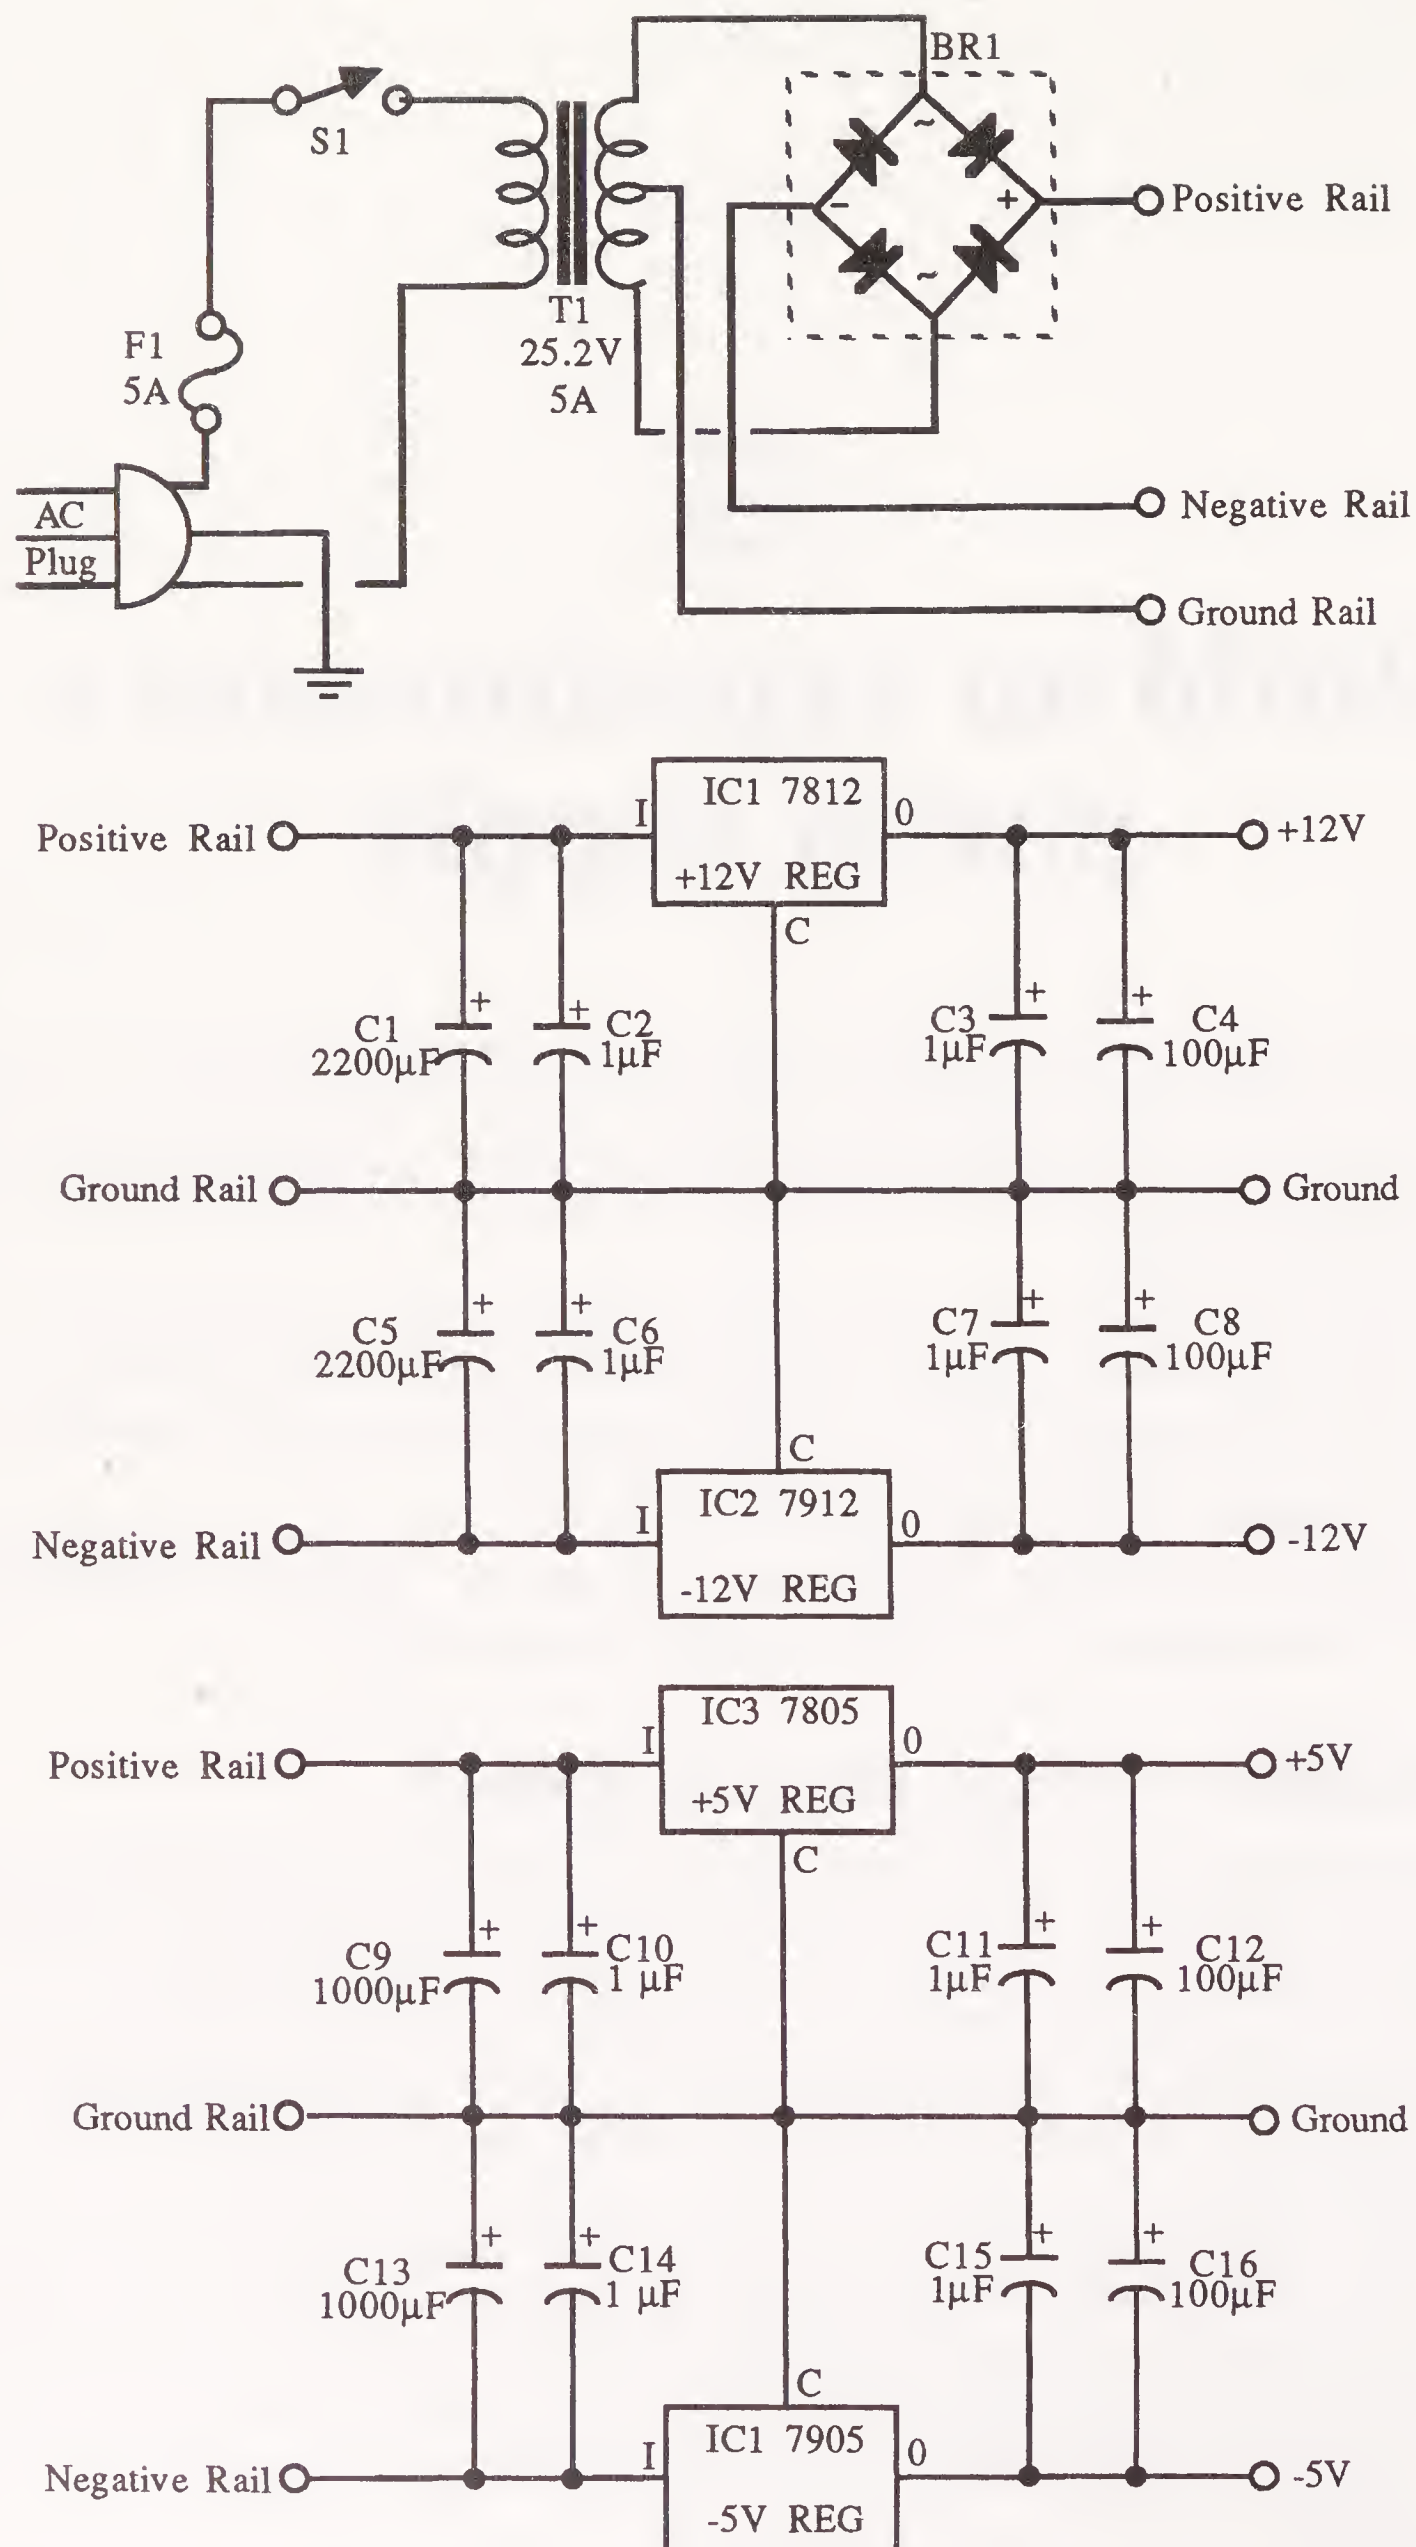 BR1
S1
~
- +
Positive Rail
~
T1
25.2V
5A
F1
5A
Negative Rail
AC
Plug
Ground Rail
IC1 7812
I
0
Positive Rail
+12V
+12V REG
C
+ + + +
C1
2200µF
C2
1µF
C3
1µF
C4
100µF
Ground Rail
Ground
+ + + +
C5
2200µF
C6
1µF
C7
1µF
C8
100µF
C
IC2 7912
I
0
Negative Rail
-12V
-12V REG
IC3 7805
I
0
Positive Rail
+5V
+5V REG
C
+ + + +
C9
1000µF
C10
1 µF
C11
1µF
C12
100µF
Ground Rail
Ground
+ + + +
C13
1000µF
C14
1 µF
C15
1µF
C16
100µF
C
IC1 7905
I
0
Negative Rail
-5V
-5V REG